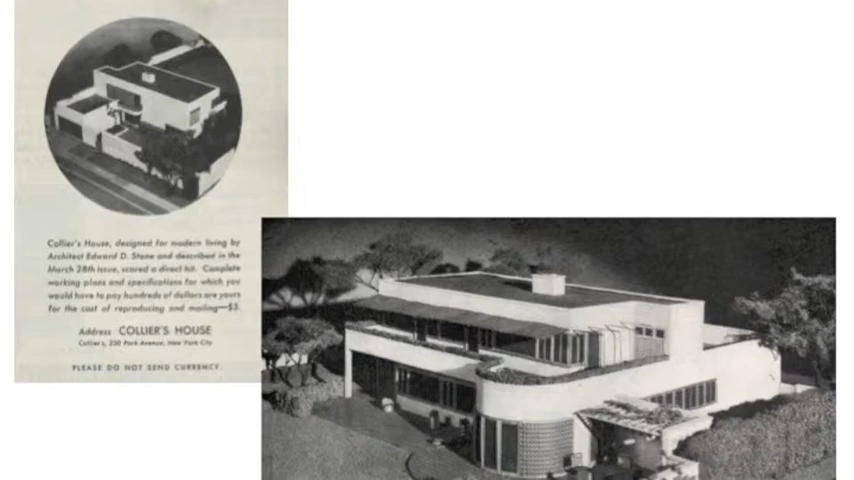 Collier's House, designed for modern living by
Architect Edward D. Stone and described in the
March 28th issue, scored a direct hit. Complete
working plans and specifications for which you
would have to pay hundreds of dollars are yours
for the cost of reproducing and mailing—$3.
Address COLLIER'S HOUSE
Collier's, 250 Park Avenue, New York City
PLEASE DO NOT SEND CURRENCY